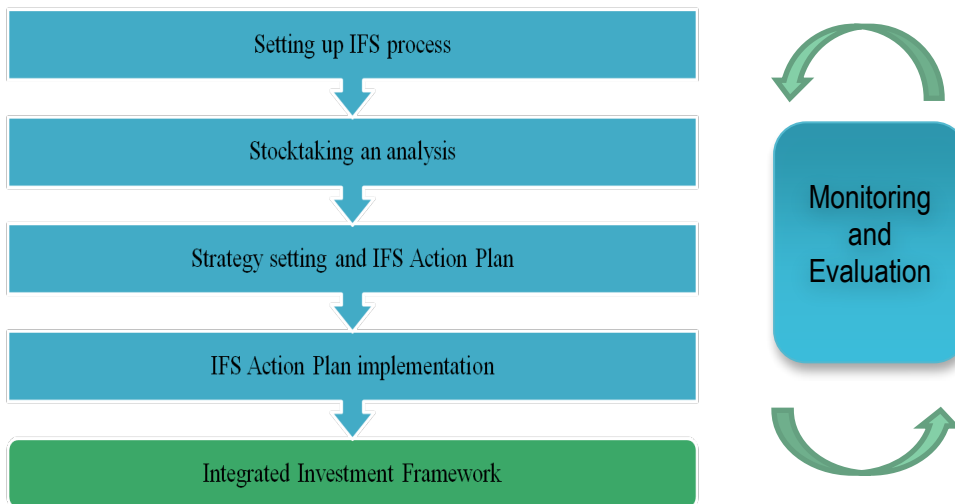 Setting up IFS process
Stocktaking an analysis
Strategy setting and IFS Action Plan
IFS Action Plan implementation
Integrated Investment Framework
Monitoring
and
Evaluation